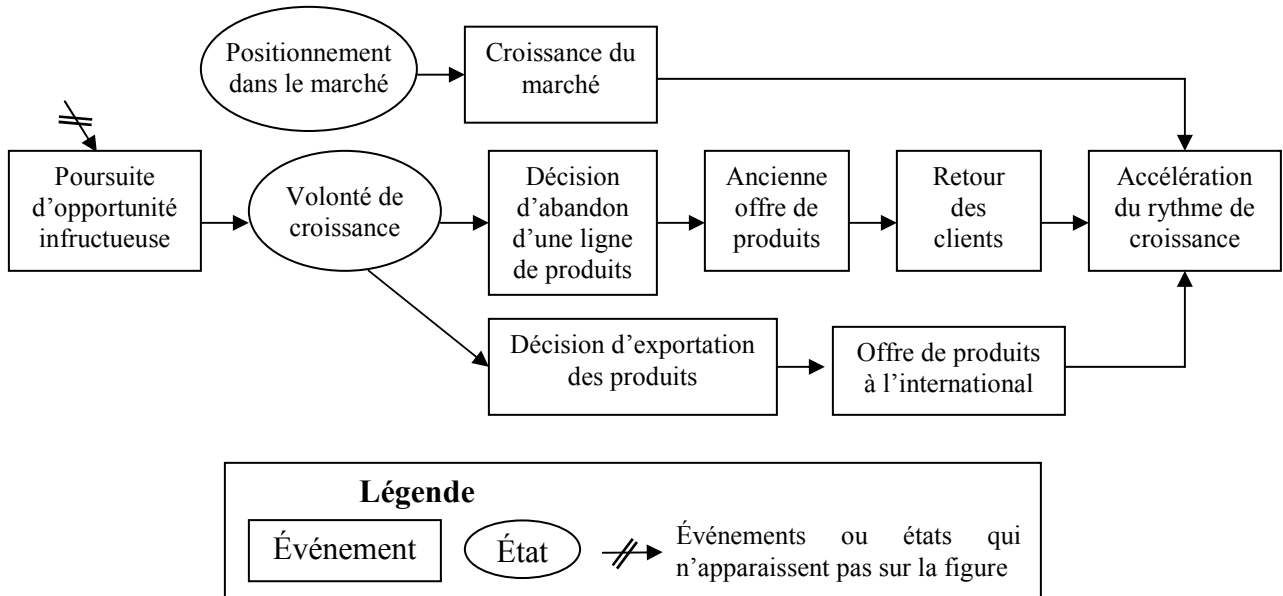 Positionnement
dans le marché
Croissance du
marché
Poursuite
d’opportunité
infructueuse
Volonté de
croissance
Décision
d’abandon
d’une ligne
de produits
Ancienne
offre de
produits
Retour
des
clients
Accélération
du rythme de
croissance
Décision d’exportation
des produits
Offre de produits
à l’international
Légende
Événement
État
Événements ou états qui
n’apparaissent pas sur la figure